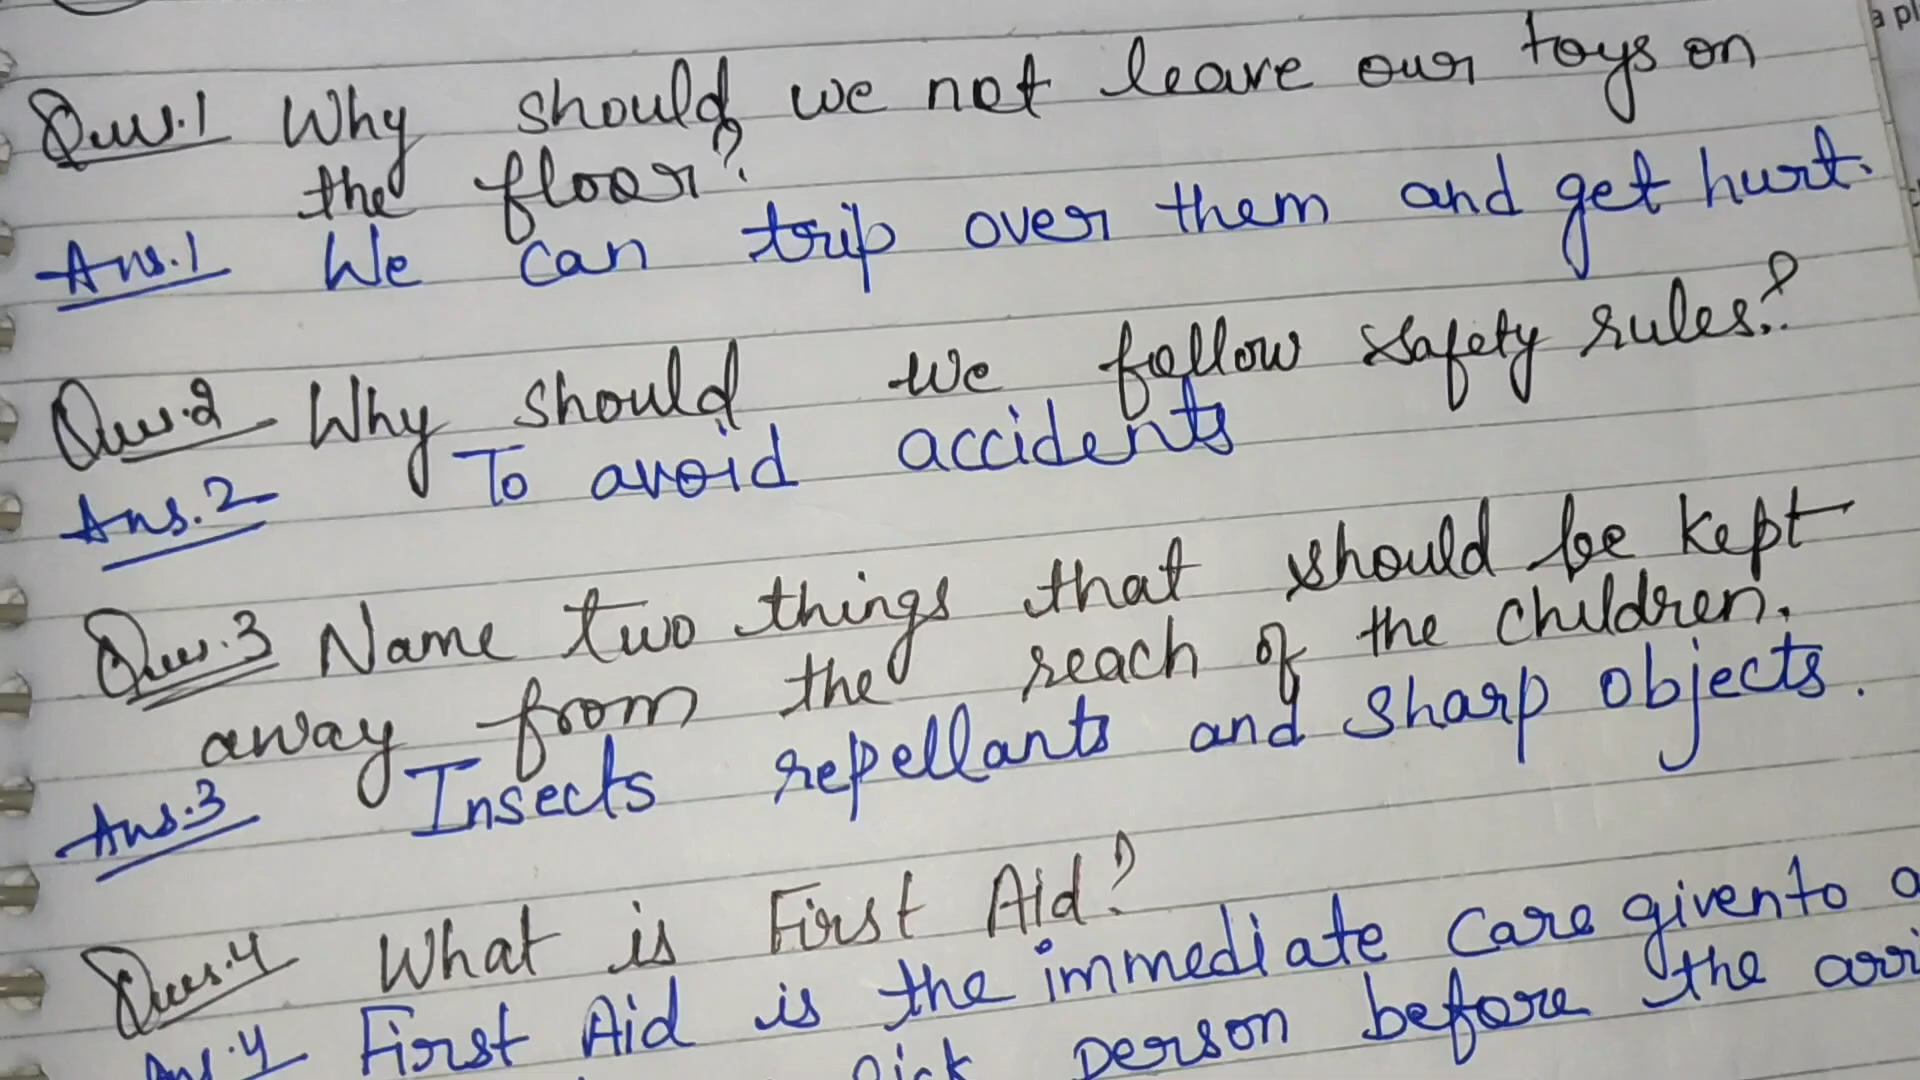 Ques.1 Why should we not leave our toys on
the floor?
Ans.1 We can trip over them and get hurt.
Ques.2 Why should we follow safety rules?
Ans.2 To avoid accidents
Ques.3 Name two things that should be kept
away from the reach of the children.
Ans.3 Insects repellants and sharp objects.
Ques.4 What is First Aid?
Ans.4 First Aid is the immediate care given to a
sick person before the